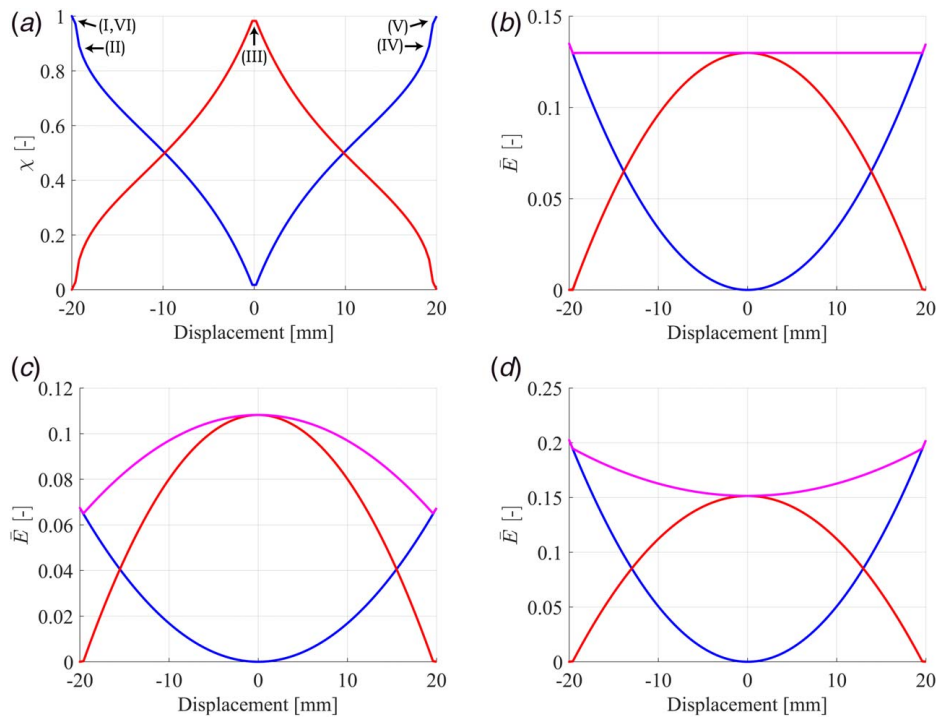 (a)
1
0.8
0.6
0.4
0.2
0
χ [-]
(I,VI)
(II)
(III)
(V)
(IV)
-20 -10 0 10 20
Displacement [mm]
(b)
0.15
0.1
0.05
0
Ē [-]
-20 -10 0 10 20
Displacement [mm]
(c)
0.12
0.1
0.08
0.06
0.04
0.02
0
Ē [-]
-20 -10 0 10 20
Displacement [mm]
(d)
0.25
0.2
0.15
0.1
0.05
0
Ē [-]
-20 -10 0 10 20
Displacement [mm]